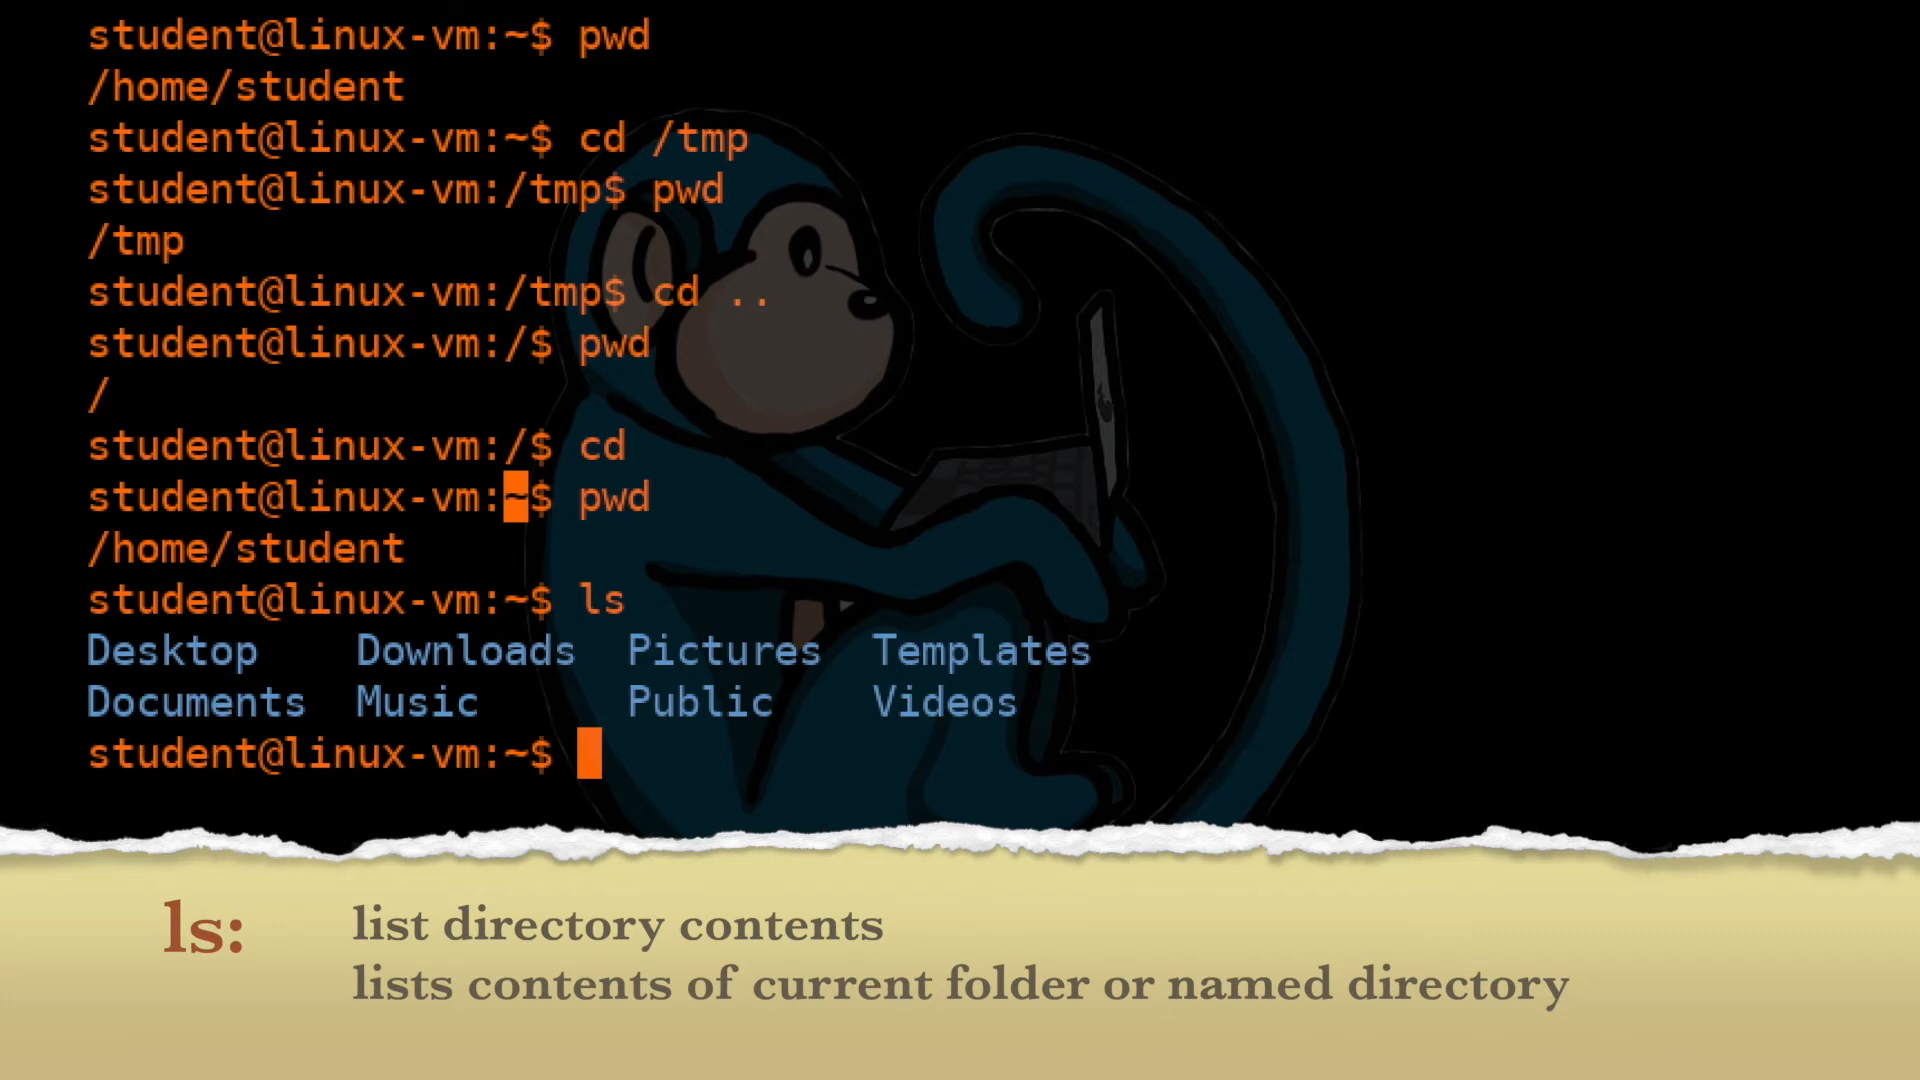 student@linux-vm:~$ pwd
/home/student
student@linux-vm:~$ cd /tmp
student@linux-vm:/tmp$ pwd
/tmp
student@linux-vm:/tmp$ cd ..
student@linux-vm:/$ pwd
/
student@linux-vm:/$ cd
student@linux-vm:~$ pwd
/home/student
student@linux-vm:~$ ls
Desktop    Downloads  Pictures  Templates
Documents  Music      Public    Videos
student@linux-vm:~$
ls: list directory contents
lists contents of current folder or named directory